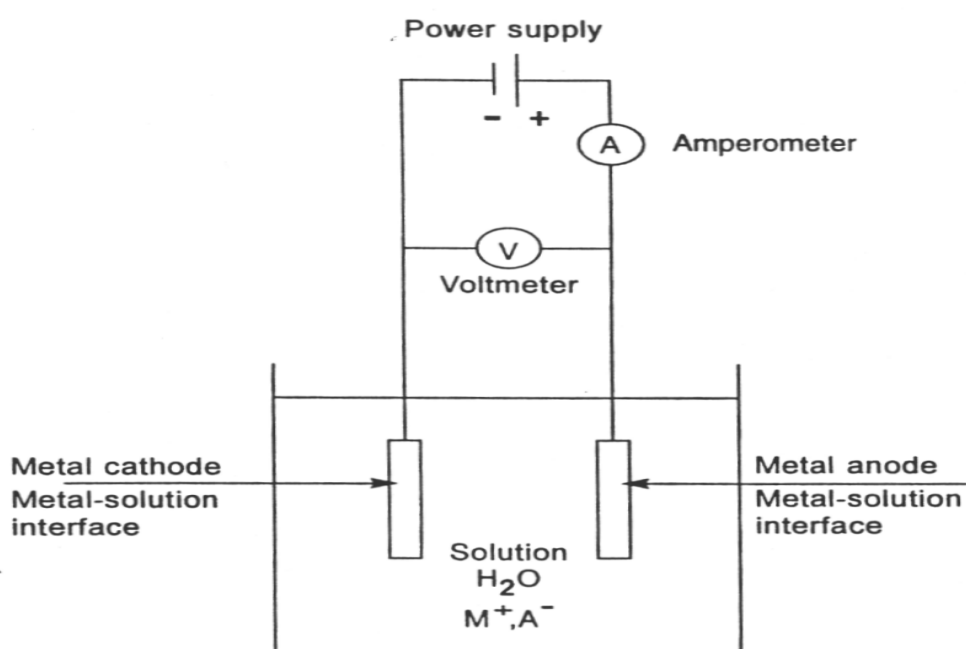 Power supply
- +
A
Amperometer
V
Voltmeter
Metal cathode
Metal-solution
interface
Metal anode
Metal-solution
interface
Solution
H₂O
M⁺,A⁻